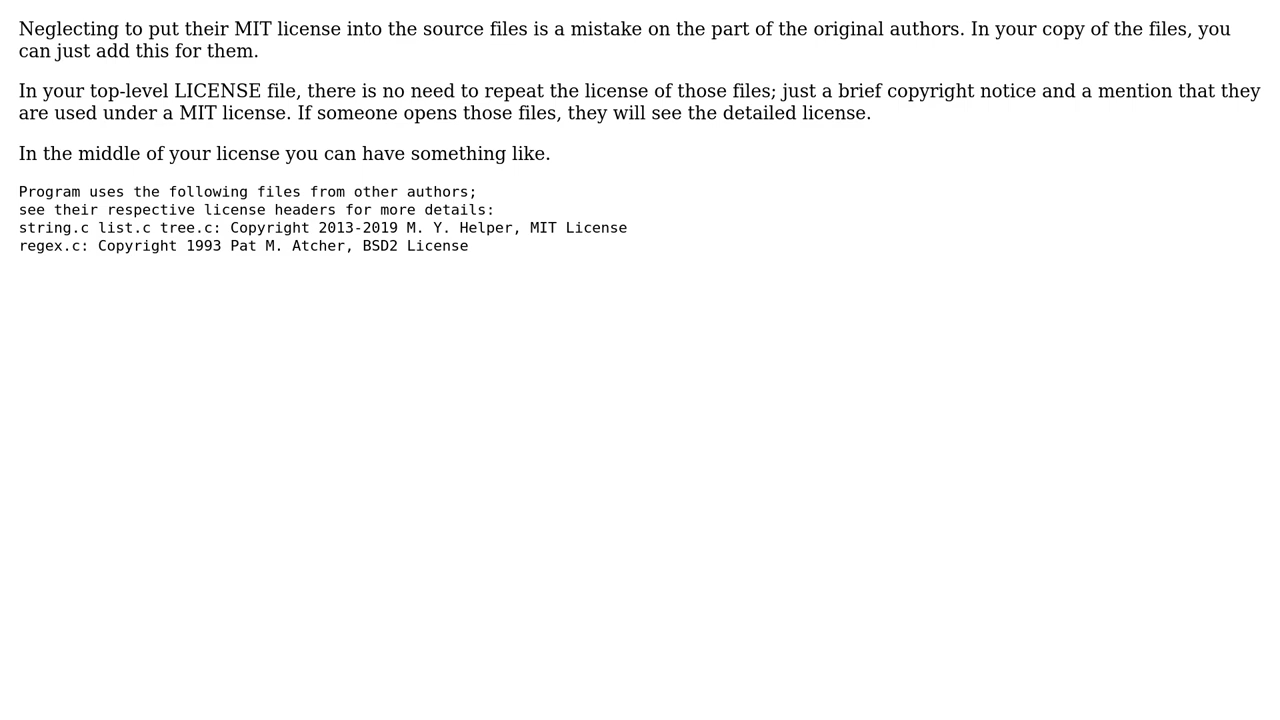 Neglecting to put their MIT license into the source files is a mistake on the part of the original authors. In your copy of the files, you
can just add this for them.
In your top-level LICENSE file, there is no need to repeat the license of those files; just a brief copyright notice and a mention that they
are used under a MIT license. If someone opens those files, they will see the detailed license.
In the middle of your license you can have something like.
Program uses the following files from other authors;
see their respective license headers for more details:
string.c list.c tree.c: Copyright 2013-2019 M. Y. Helper, MIT License
regex.c: Copyright 1993 Pat M. Atcher, BSD2 License